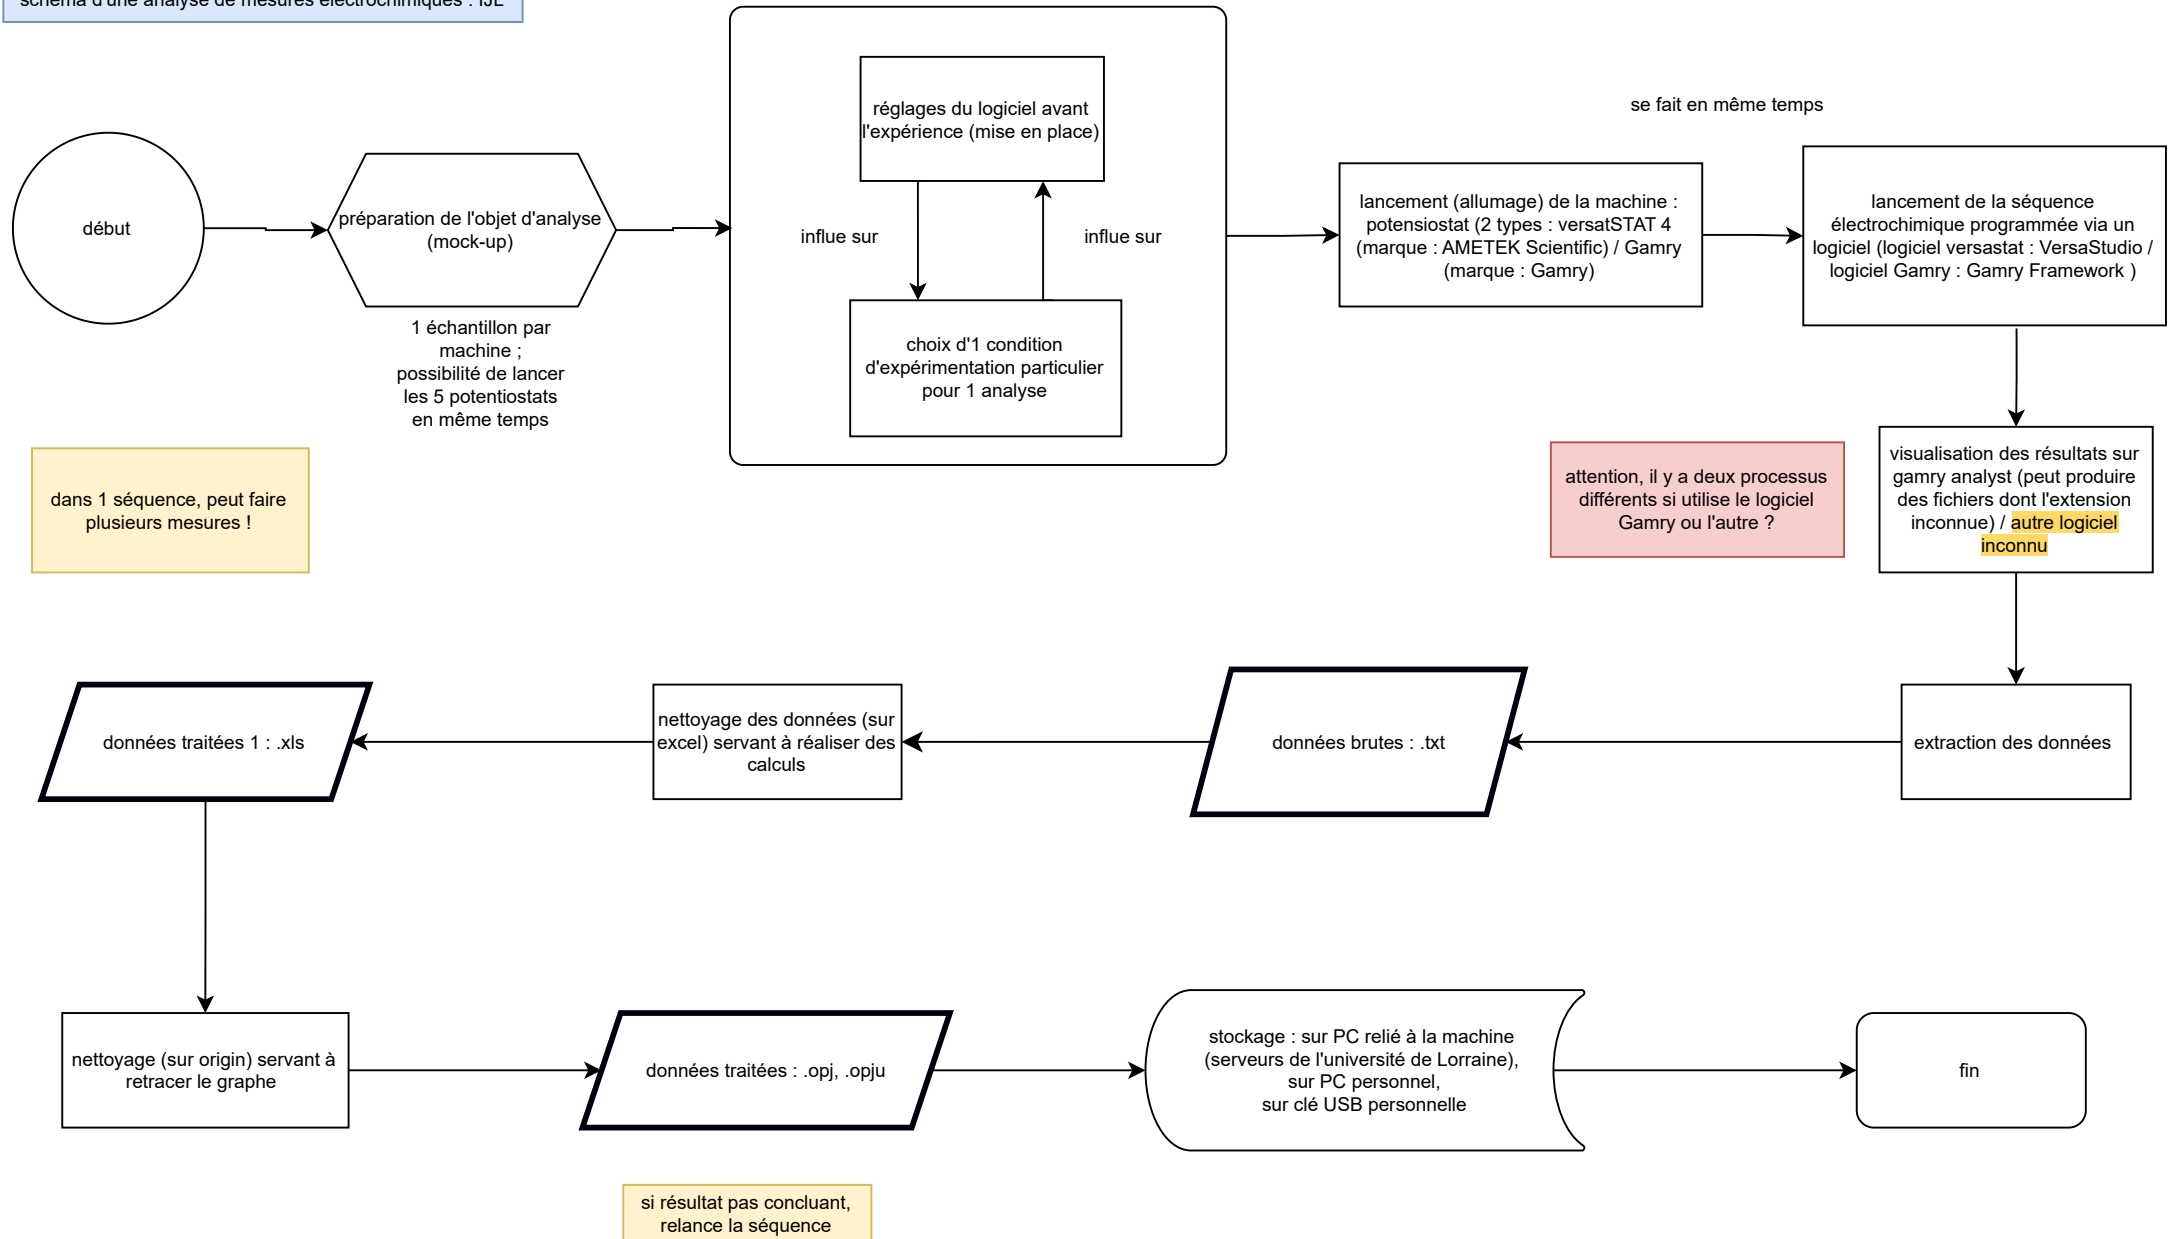 schéma d'une analyse de mesures électrochimiques : IJL
réglages du logiciel avant
l'expérience (mise en place)
se fait en même temps
début
préparation de l'objet d'analyse
(mock-up)
influe sur
influe sur
lancement (allumage) de la machine :
potensiostat (2 types : versatSTAT 4
(marque : AMETEK Scientific) / Gamry
(marque : Gamry)
lancement de la séquence
électrochimique programmée via un
logiciel (logiciel versastat : VersaStudio /
logiciel Gamry : Gamry Framework )
1 échantillon par
machine ;
possibilité de lancer
les 5 potentiostats
en même temps
choix d'1 condition
d'expérimentation particulier
pour 1 analyse
dans 1 séquence, peut faire
plusieurs mesures !
attention, il y a deux processus
différents si utilise le logiciel
Gamry ou l'autre ?
visualisation des résultats sur
gamry analyst (peut produire
des fichiers dont l'extension
inconnue) / autre logiciel
inconnu
données traitées 1 : .xls
nettoyage des données (sur
excel) servant à réaliser des
calculs
données brutes : .txt
extraction des données
nettoyage (sur origin) servant à
retracer le graphe
données traitées : .opj, .opju
stockage : sur PC relié à la machine
(serveurs de l'université de Lorraine),
sur PC personnel,
sur clé USB personnelle
fin
si résultat pas concluant,
relance la séquence